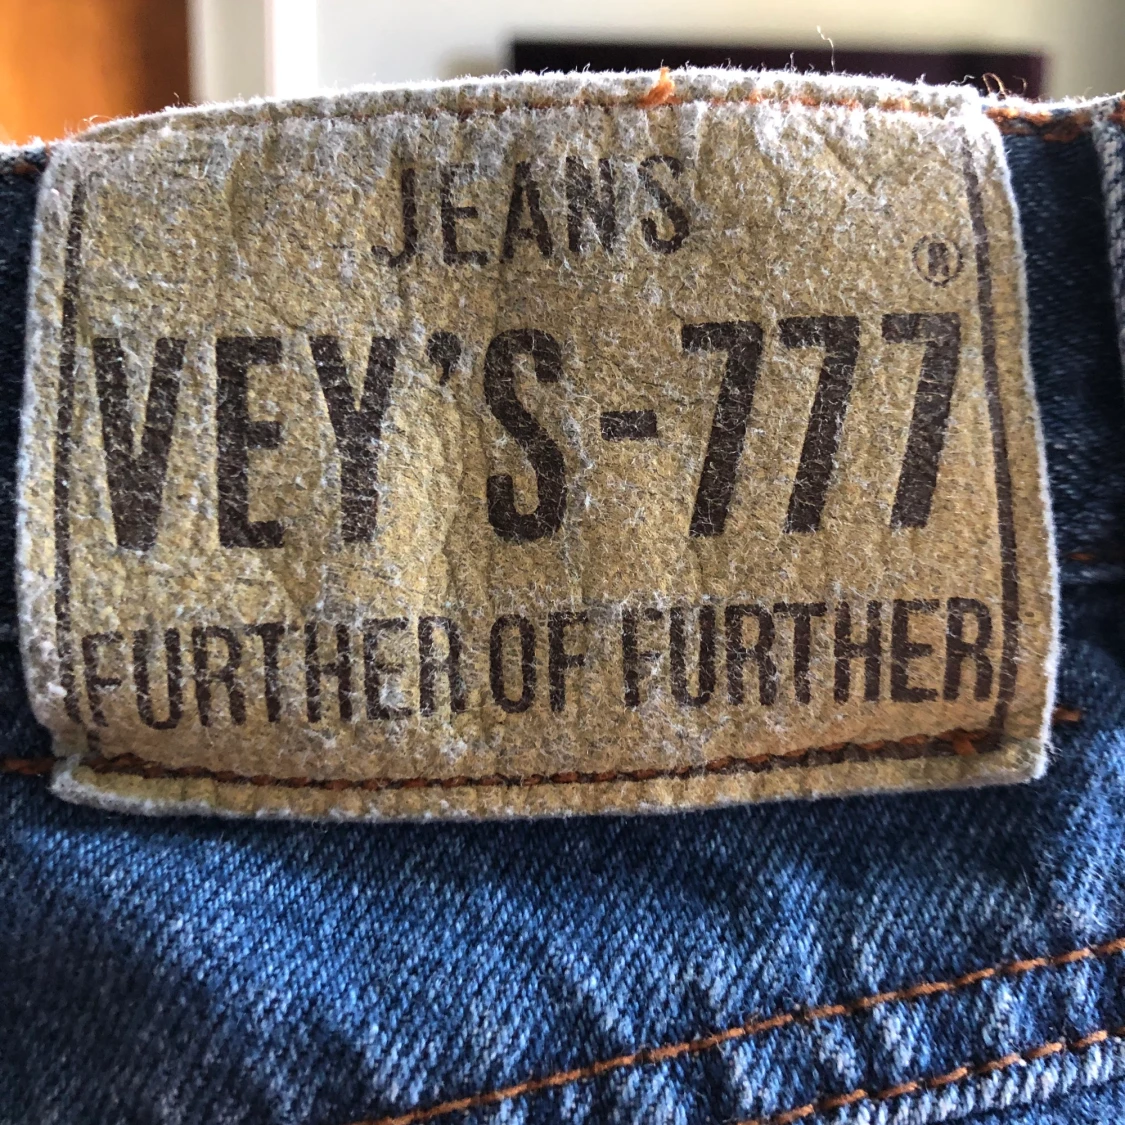 JEANS
®
VEY'S-777
FURTHER OF FURTHER